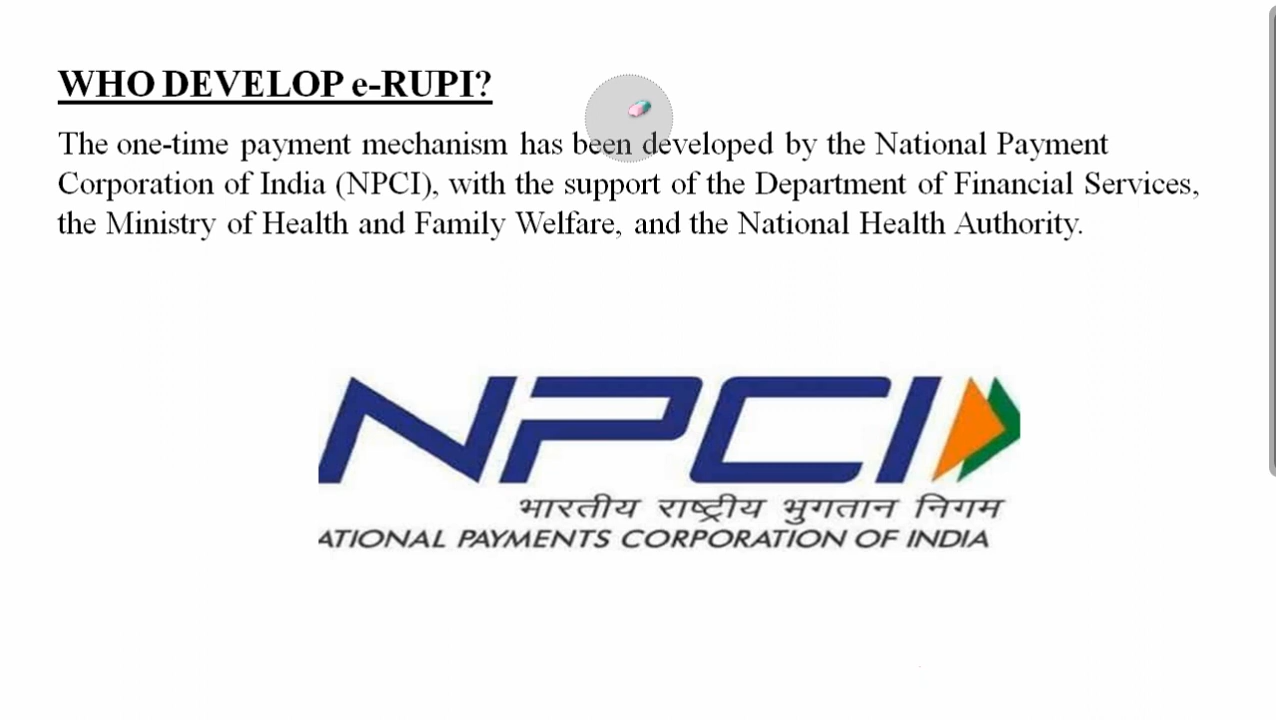 WHO DEVELOP e-RUPI?
The one-time payment mechanism has been developed by the National Payment
Corporation of India (NPCI), with the support of the Department of Financial Services,
the Ministry of Health and Family Welfare, and the National Health Authority.
NPCI
भारतीय राष्ट्रीय भुगतान निगम
ATIONAL PAYMENTS CORPORATION OF INDIA